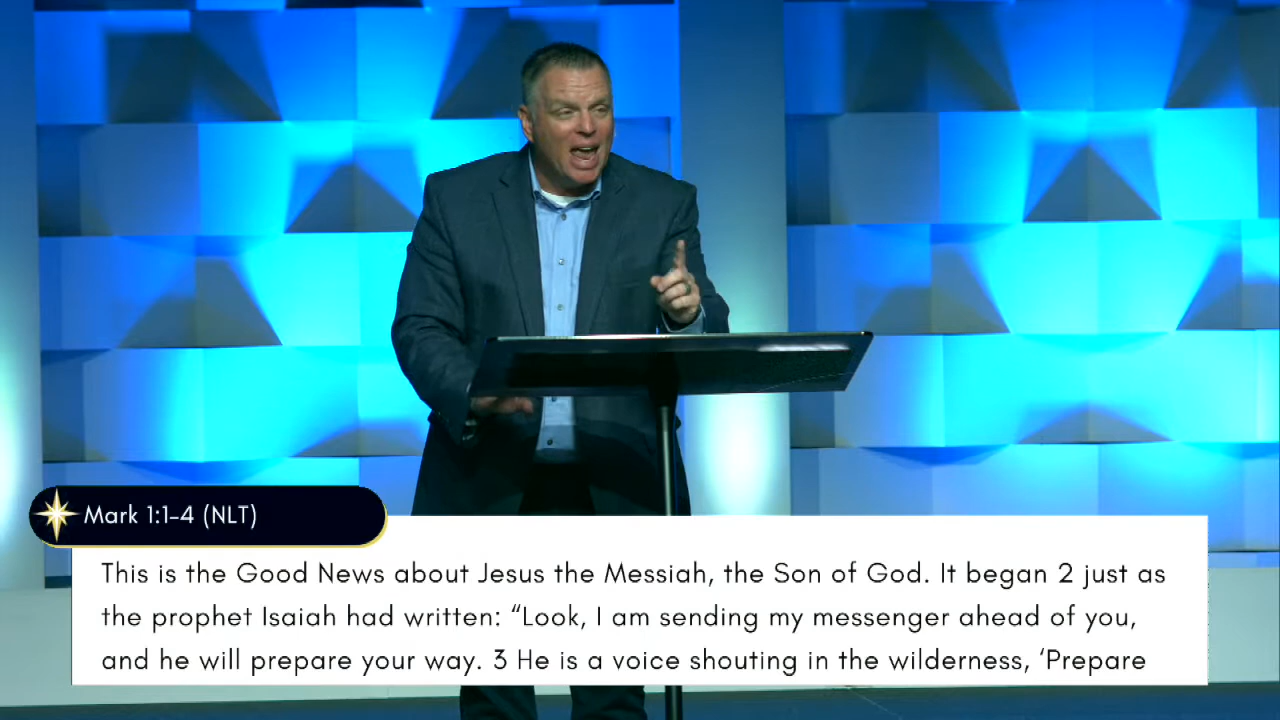 Mark 1:1-4 (NLT)
This is the Good News about Jesus the Messiah, the Son of God. It began 2 just as
the prophet Isaiah had written: “Look, I am sending my messenger ahead of you,
and he will prepare your way. 3 He is a voice shouting in the wilderness, ‘Prepare